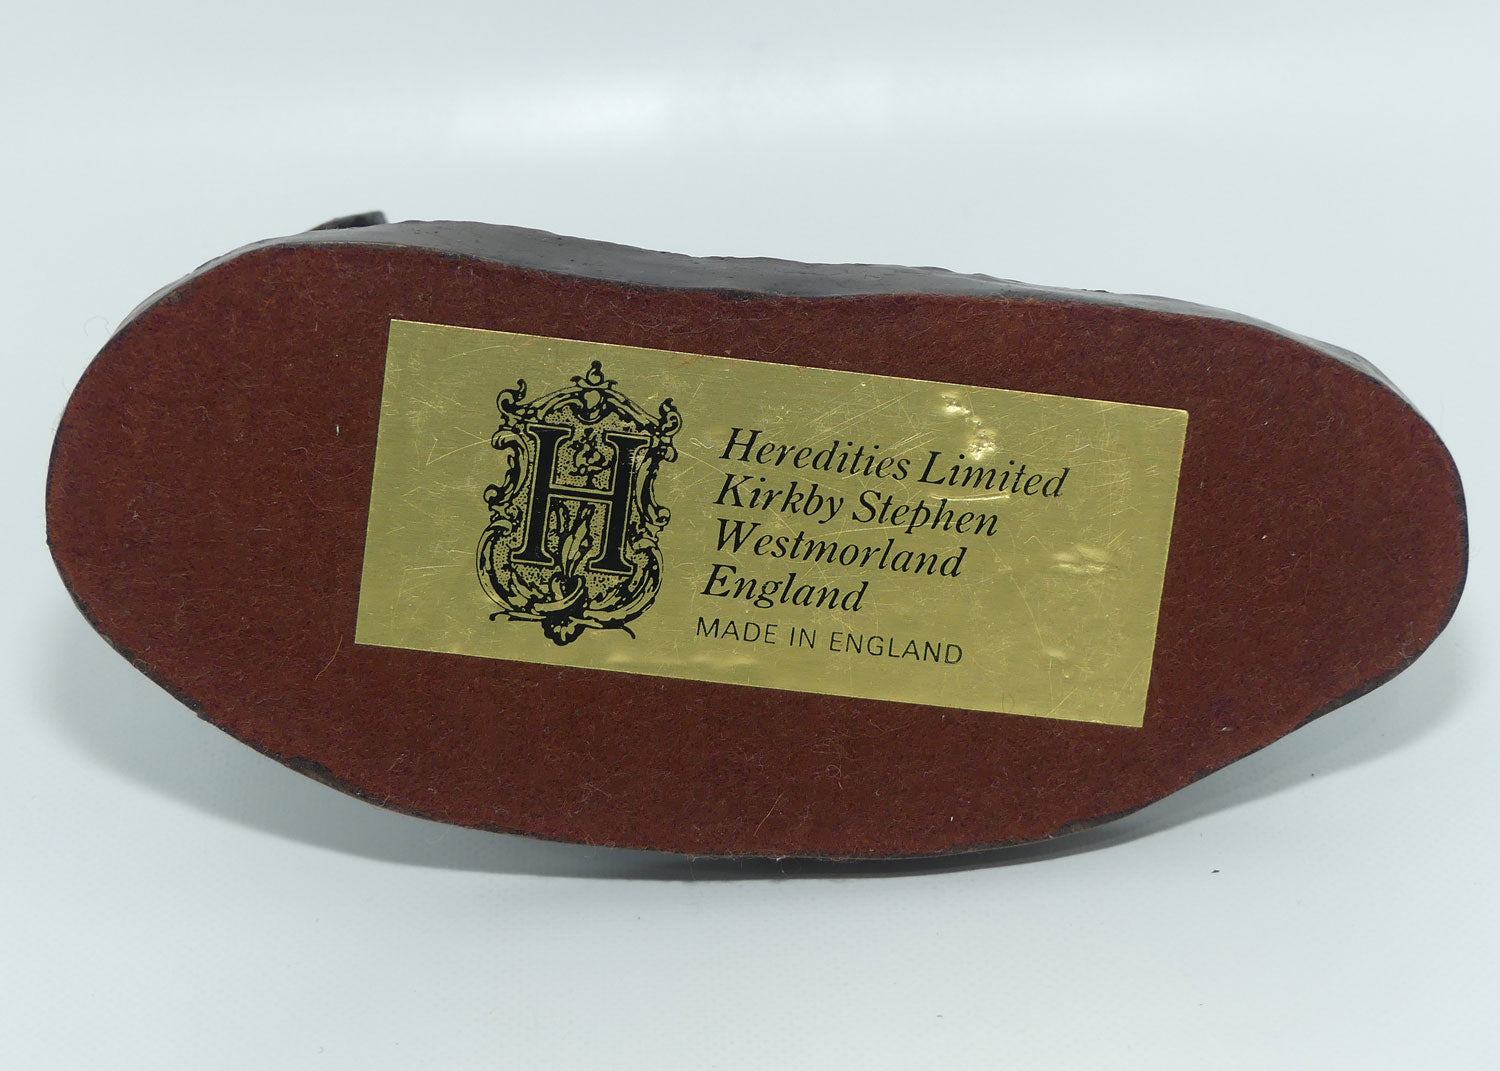 H
Heredities Limited
Kirkby Stephen
Westmorland
England
MADE IN ENGLAND